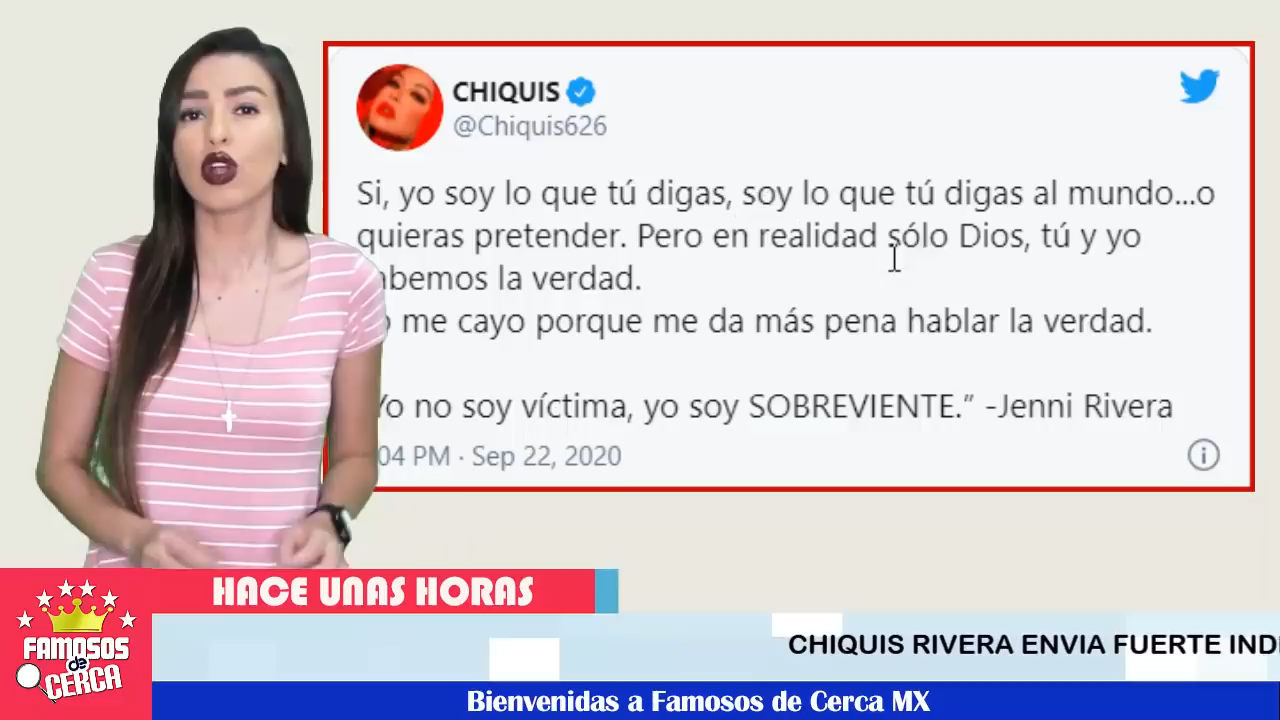 CHIQUIS
@Chiquis626
Si, yo soy lo que tú digas, soy lo que tú digas al mundo...o
quieras pretender. Pero en realidad sólo Dios, tú y yo
abemos la verdad.
me cayo porque me da más pena hablar la verdad.
Yo no soy víctima, yo soy SOBREVIENTE.” -Jenni Rivera
04 PM · Sep 22, 2020
HACE UNAS HORAS
FAMOSOS
de
CERCA
CHIQUIS RIVERA ENVIA FUERTE IND
Bienvenidas a Famosos de Cerca MX